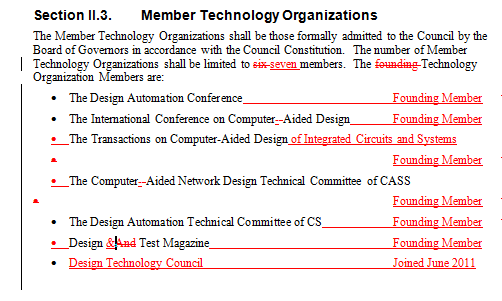 Section II.3. Member Technology Organizations
The Member Technology Organizations shall be those formally admitted to the Council by the
Board of Governors in accordance with the Council Constitution. The number of Member
Technology Organizations shall be limited to six seven members. The founding Technology
Organization Members are:
• The Design Automation Conference Founding Member
• The International Conference on Computer--Aided Design Founding Member
• The Transactions on Computer-Aided Design of Integrated Circuits and Systems
Founding Member
• The Computer--Aided Network Design Technical Committee of CASS
Founding Member
• The Design Automation Technical Committee of CS Founding Member
• Design &And Test Magazine Founding Member
• Design Technology Council Joined June 2011